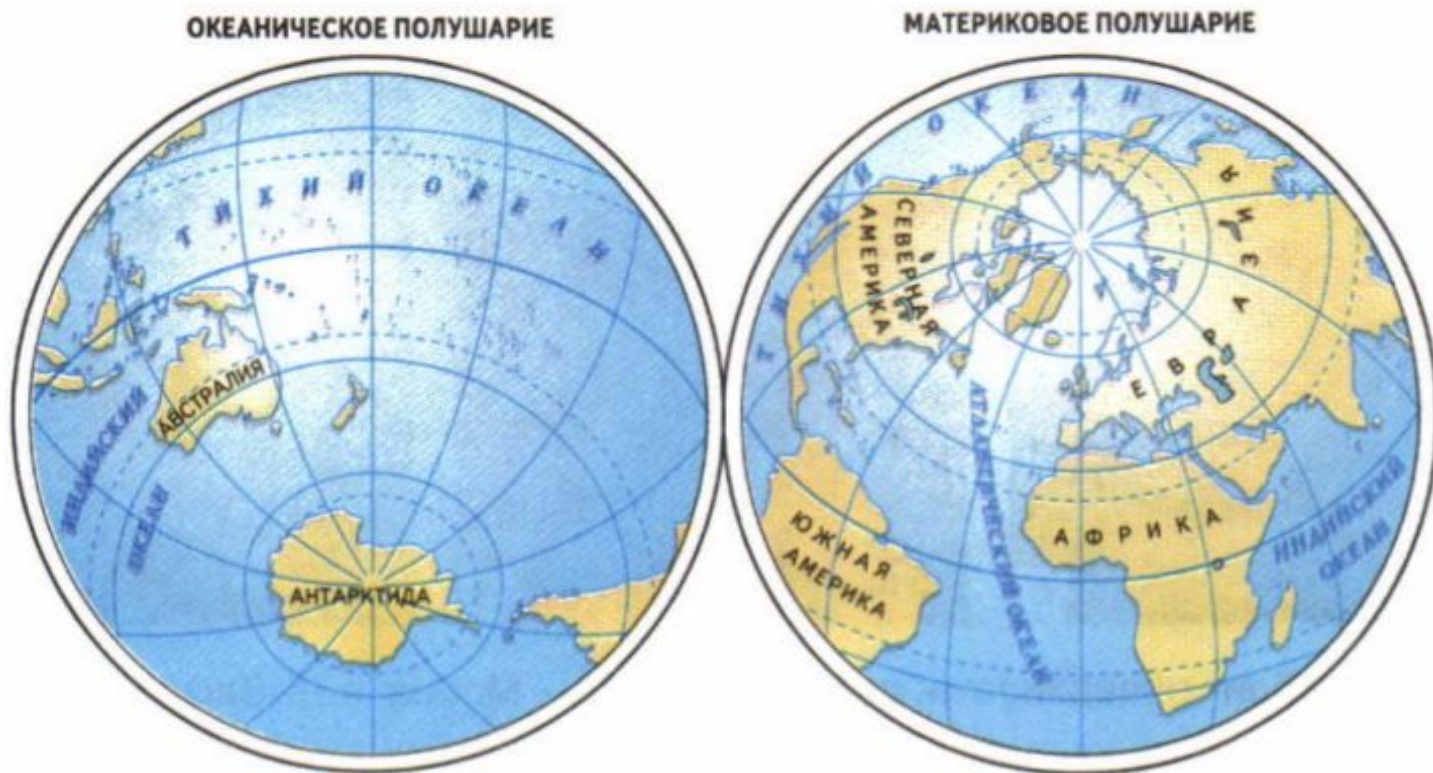 ОКЕАНИЧЕСКОЕ ПОЛУШАРИЕ
ТИХИЙ ОКЕАН
АВСТРАЛИЯ
ИНДИЙСКИЙ
ОКЕАН
АНТАРКТИДА
МАТЕРИКОВОЕ ПОЛУШАРИЕ
ТИХИЙ ОКЕАН
СЕВЕРНАЯ
АМЕРИКА
ЕВРАЗИЯ
АТЛАНТИЧЕСКИЙ ОКЕАН
ЮЖНАЯ
АМЕРИКА
АФРИКА
ИНДИЙСКИЙ
ОКЕАН